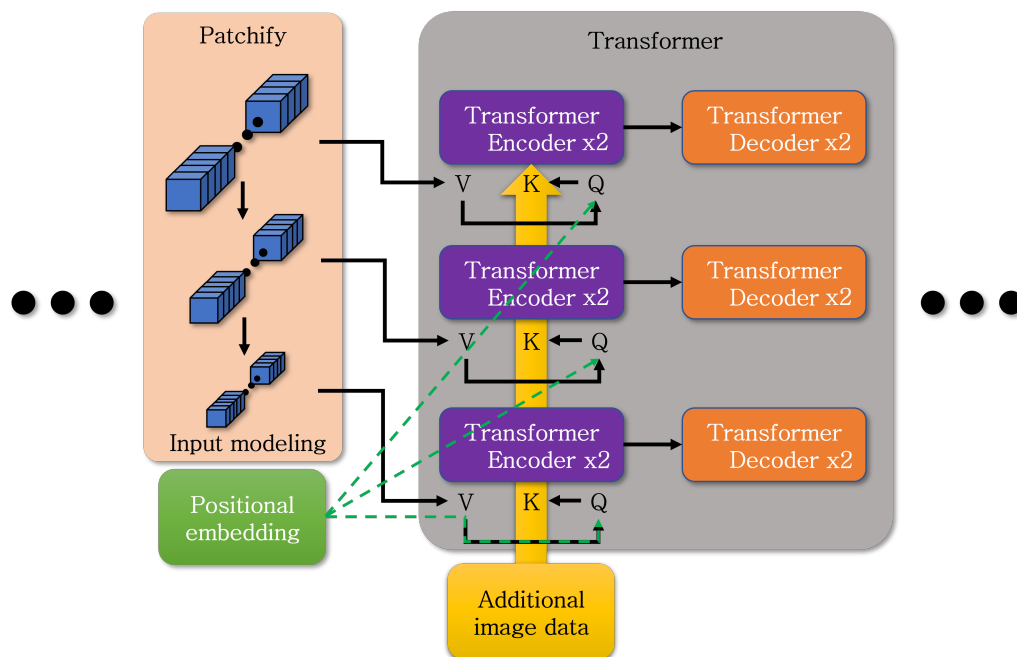 Patchify
Input modeling
Positional
embedding
Transformer
Transformer
Encoder x2
Transformer
Decoder x2
V K Q
Transformer
Encoder x2
Transformer
Decoder x2
V K Q
Transformer
Encoder x2
Transformer
Decoder x2
V K Q
Additional
image data